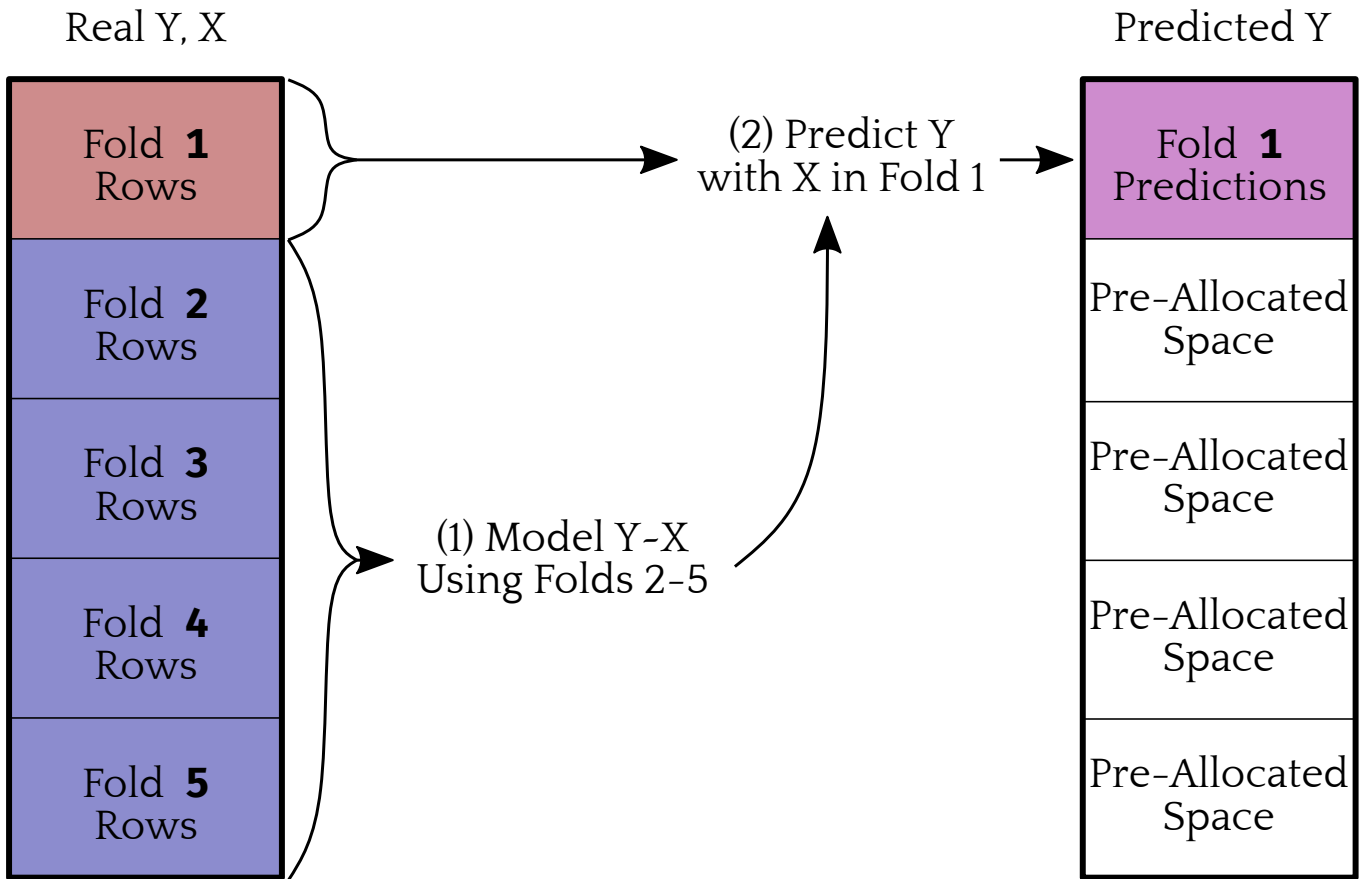 Real Y, X
Predicted Y
Fold 1
Rows
Fold 2
Rows
Fold 3
Rows
Fold 4
Rows
Fold 5
Rows
(2) Predict Y
with X in Fold 1
(1) Model Y~X
Using Folds 2-5
Fold 1
Predictions
Pre-Allocated
Space
Pre-Allocated
Space
Pre-Allocated
Space
Pre-Allocated
Space